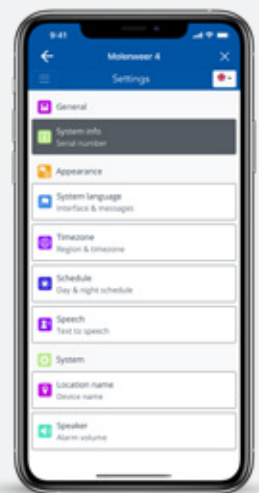 9:41
Molenweer 4
Settings
General
System info
Serial number
Appearance
System language
Interface & messages
Timezone
Region & timezone
Schedule
Day & night schedule
Speech
Text to speech
System
Location name
Device name
Speaker
Alarm volume